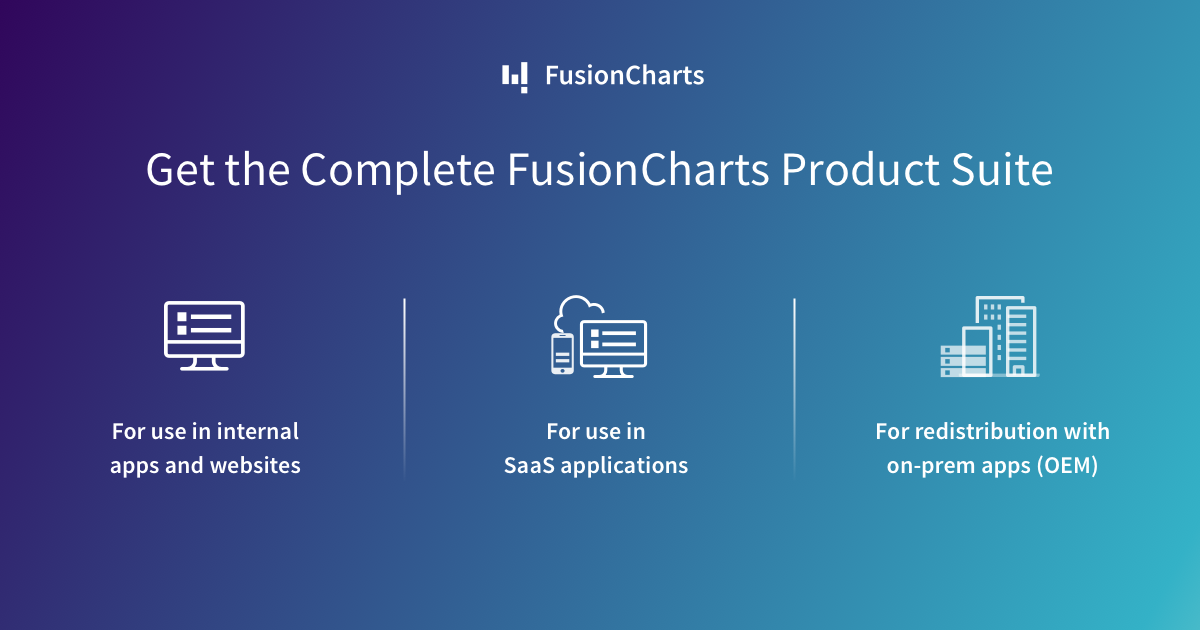 FusionCharts
Get the Complete FusionCharts Product Suite
For use in internal
apps and websites
For use in
SaaS applications
For redistribution with
on-prem apps (OEM)